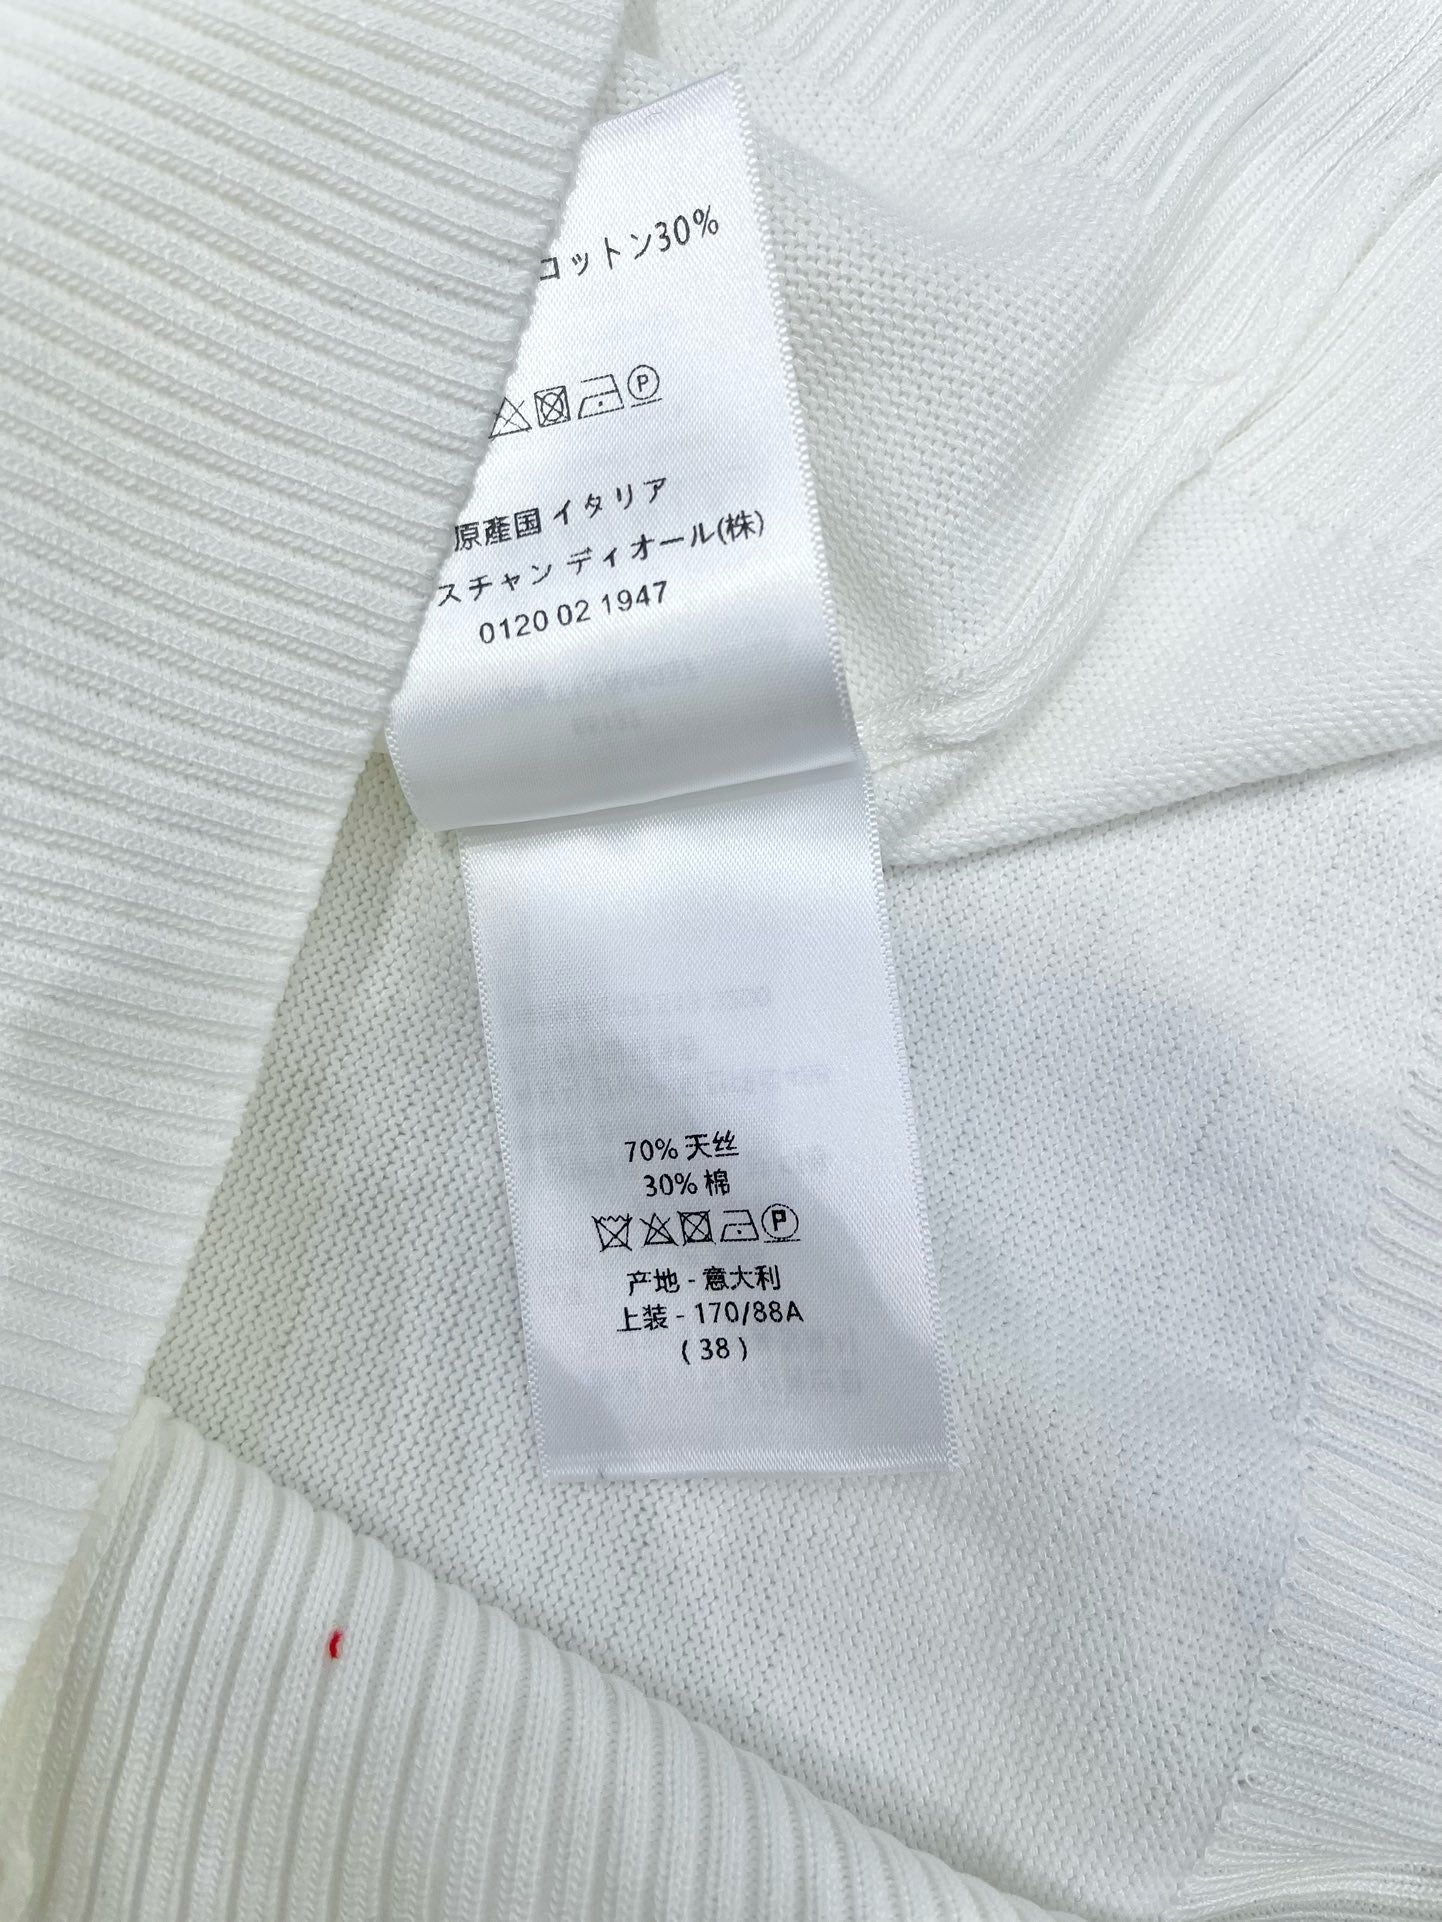 コットン30%
P
原産国 イタリア
スチャン ディオール(株)
0120 02 1947
70% 天丝
30% 棉
P
产地 - 意大利
上装 - 170/88A
( 38 )